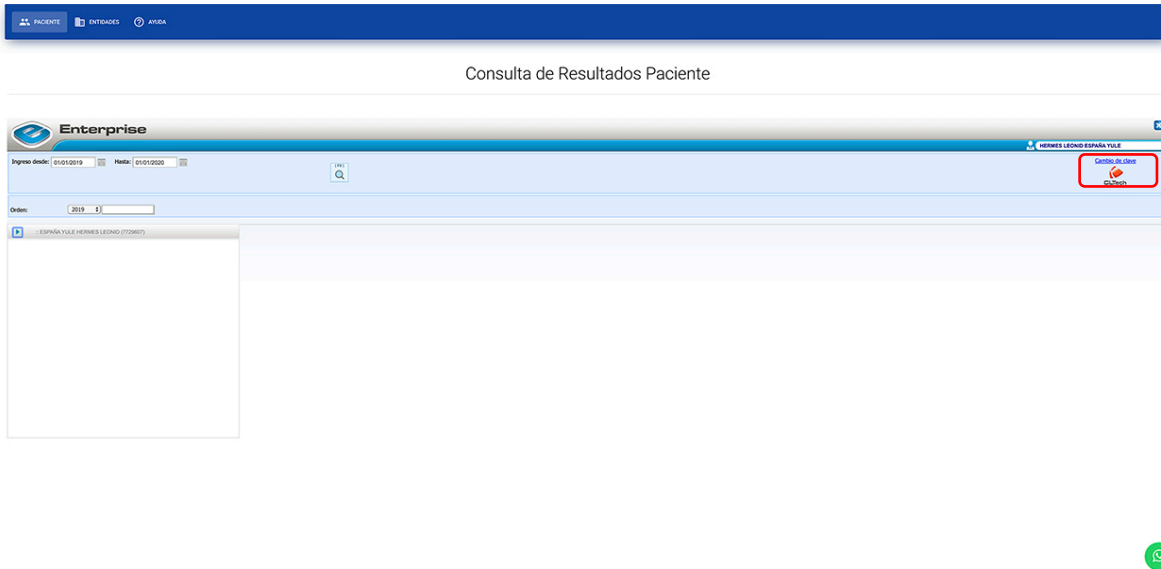 PACIENTE ENTIDADES AYUDA
Consulta de Resultados Paciente
Enterprise
HERMES LEONID ESPAÑA YULE
Ingreso desde: 01/01/2019 Hasta: 01/01/2020
Cambio de clave
CLTech
Orden: 2019
:: ESPAÑA YULE HERMES LEONID (7729607)